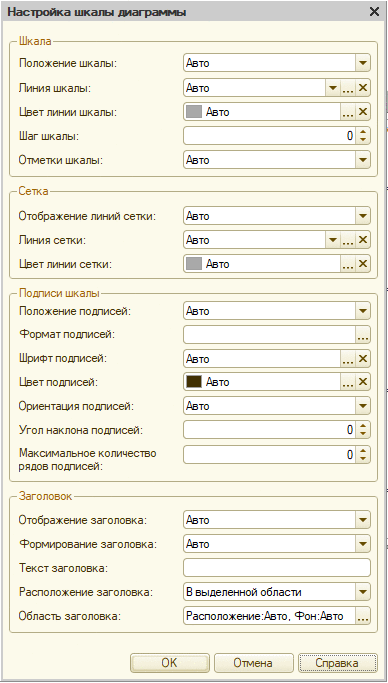 Настройка шкалы диаграммы
Шкала
Положение шкалы: Авто
Линия шкалы: Авто ...
Цвет линии шкалы: Авто ...
Шаг шкалы: 0
Отметки шкалы: Авто
Сетка
Отображение линий сетки: Авто
Линия сетки: Авто ...
Цвет линии сетки: Авто ...
Подписи шкалы
Положение подписей: Авто
Формат подписей: ...
Шрифт подписей: Авто ...
Цвет подписей: Авто ...
Ориентация подписей: Авто
Угол наклона подписей: 0
Максимальное количество
рядов подписей: 0
Заголовок
Отображение заголовка: Авто
Формирование заголовка: Авто
Текст заголовка:
Расположение заголовка: В выделенной области
Область заголовка: Расположение:Авто, Фон:Авто ...
OK Отмена Справка